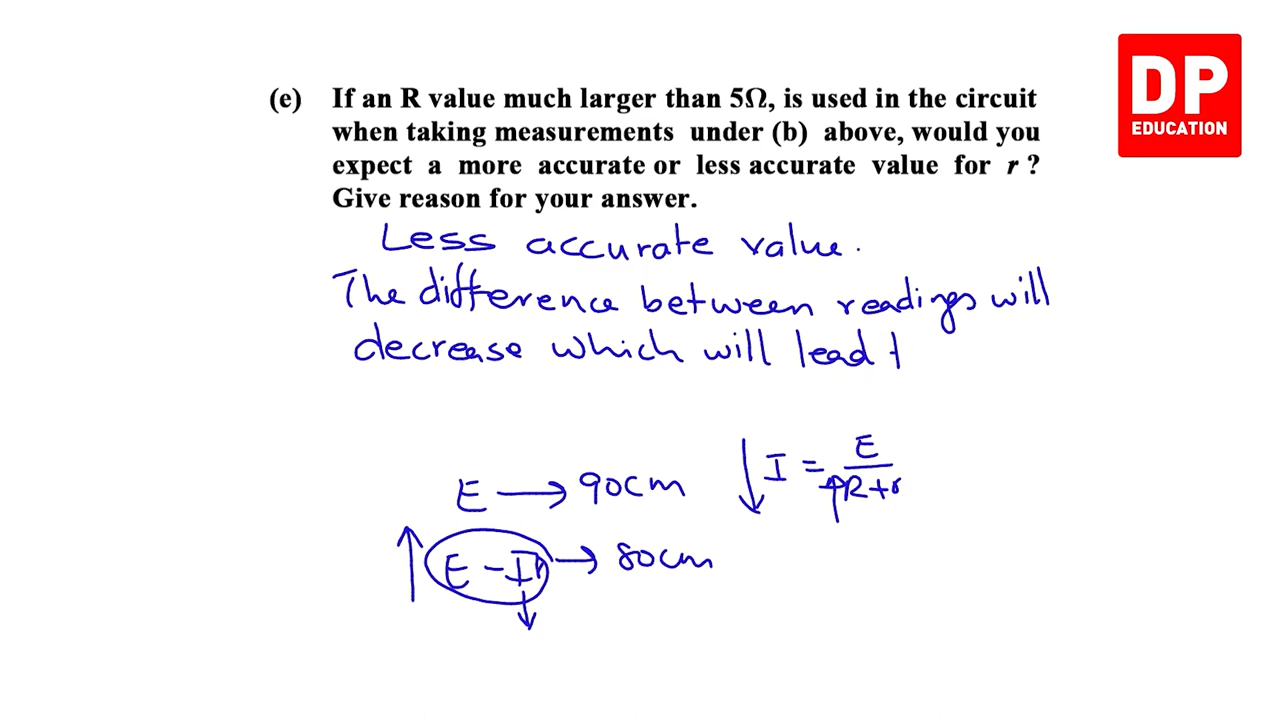 DP
EDUCATION
(e) If an R value much larger than 5Ω, is used in the circuit
when taking measurements under (b) above, would you
expect a more accurate or less accurate value for r ?
Give reason for your answer.
Less accurate value.
The difference between readings will
decrease which will lead t
E → 90cm
↓ I = E / ↑R+r
↑ E - Ir ↓ → 80cm